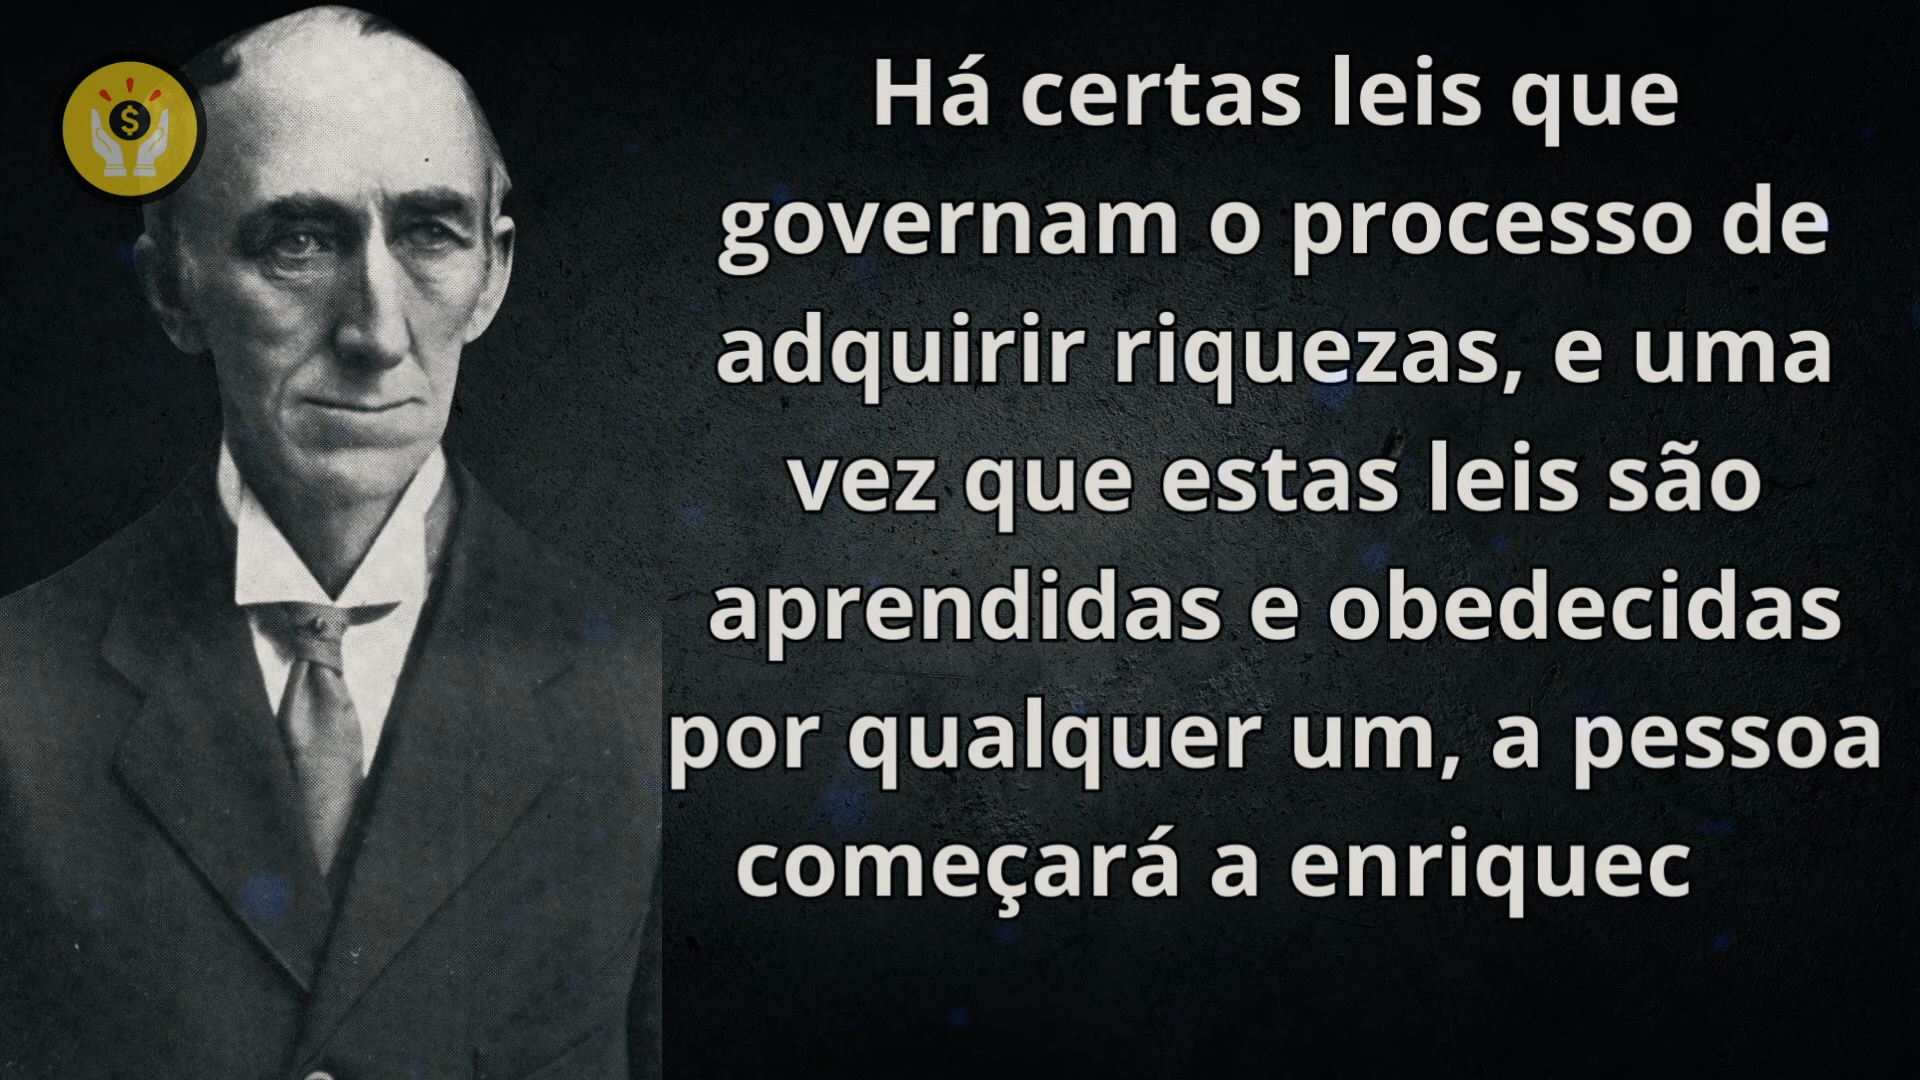 $
Há certas leis que
governam o processo de
adquirir riquezas, e uma
vez que estas leis são
aprendidas e obedecidas
por qualquer um, a pessoa
começará a enriquec